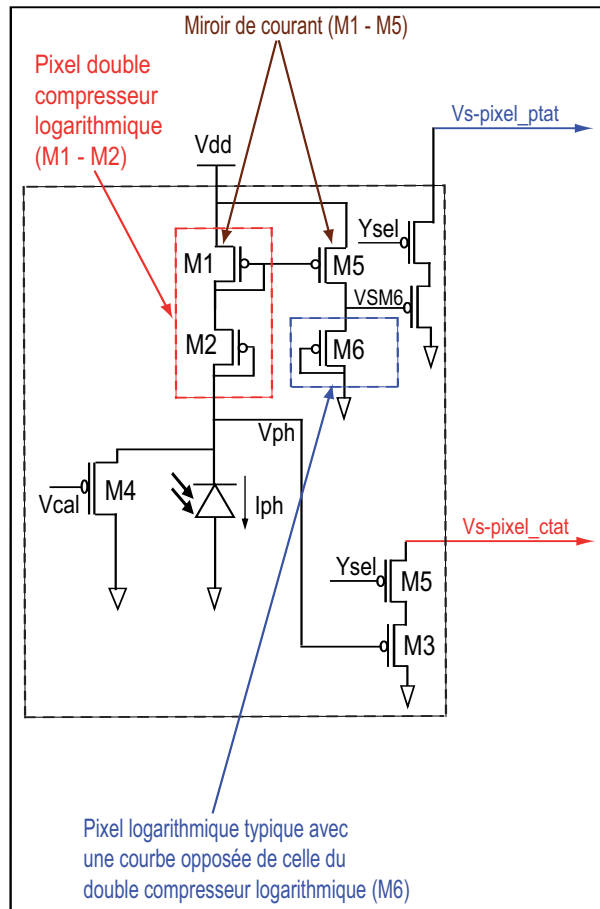 Miroir de courant (M1 - M5)
Pixel double
compresseur
logarithmique
(M1 - M2)
Vs-pixel_ptat
Vdd
Ysel
M1
M5
VSM6
M2
M6
Vph
Vcal
M4
Iph
Vs-pixel_ctat
Ysel
M5
M3
Pixel logarithmique typique avec
une courbe opposée de celle du
double compresseur logarithmique (M6)